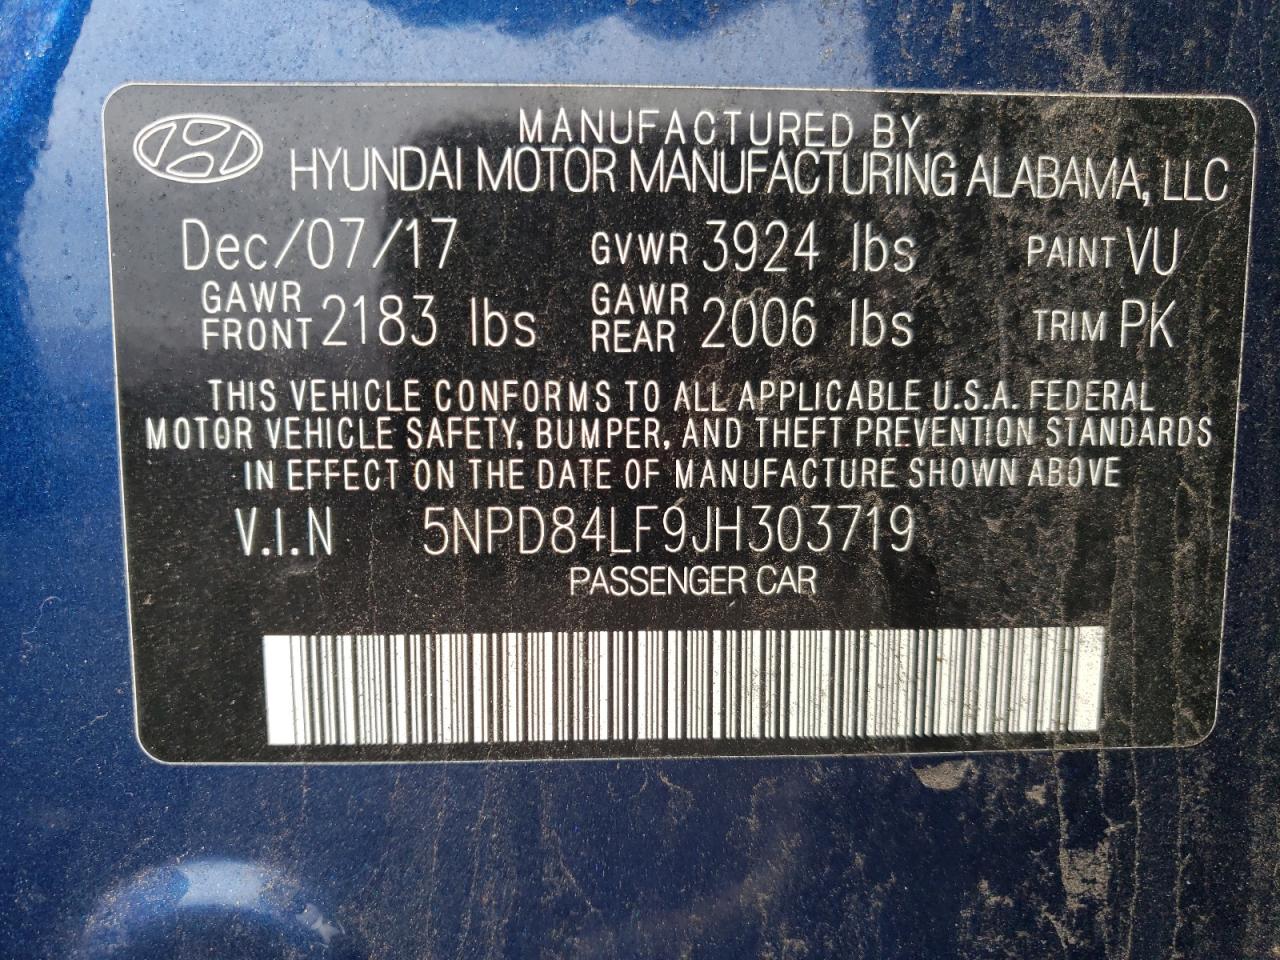 MANUFACTURED BY
HYUNDAI MOTOR MANUFACTURING ALABAMA, LLC
Dec/07/17 GVWR 3924 lbs PAINT VU
GAWR FRONT 2183 lbs GAWR REAR 2006 lbs TRIM PK
THIS VEHICLE CONFORMS TO ALL APPLICABLE U.S.A. FEDERAL
MOTOR VEHICLE SAFETY, BUMPER, AND THEFT PREVENTION STANDARDS
IN EFFECT ON THE DATE OF MANUFACTURE SHOWN ABOVE
V.I.N 5NPD84LF9JH303719
PASSENGER CAR